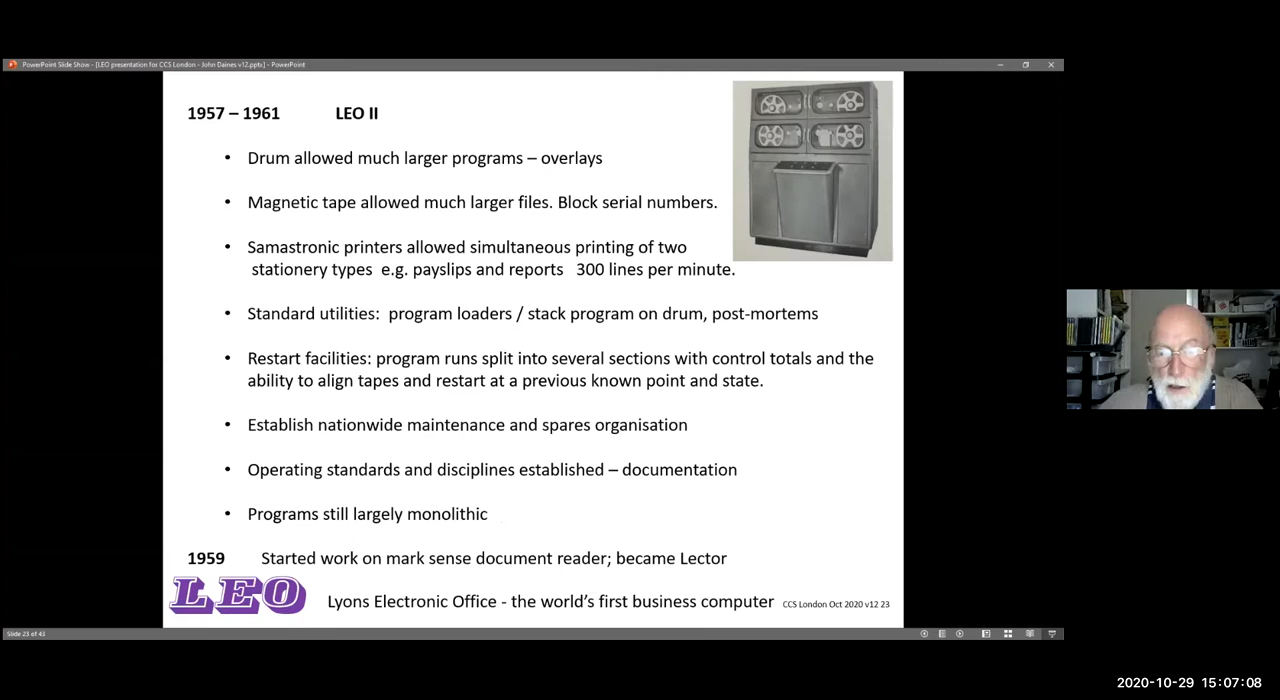 PowerPoint Slide Show - [LEO presentation for CCS London - John Daines v12.pptx] - PowerPoint
1957 – 1961 LEO II
• Drum allowed much larger programs – overlays
• Magnetic tape allowed much larger files. Block serial numbers.
• Samastronic printers allowed simultaneous printing of two
stationery types e.g. payslips and reports 300 lines per minute.
• Standard utilities: program loaders / stack program on drum, post-mortems
• Restart facilities: program runs split into several sections with control totals and the
ability to align tapes and restart at a previous known point and state.
• Establish nationwide maintenance and spares organisation
• Operating standards and disciplines established – documentation
• Programs still largely monolithic
1959 Started work on mark sense document reader; became Lector
LEO
Lyons Electronic Office - the world's first business computer CCS London Oct 2020 v12 23
Slide 23 of 43
2020-10-29 15:07:08